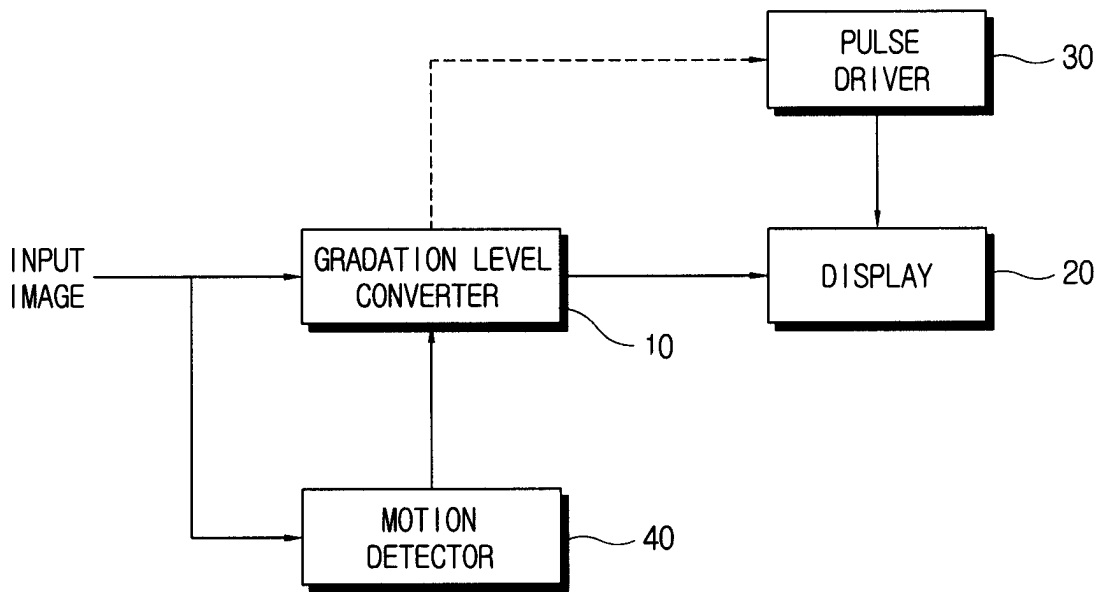 PULSE
DRIVER
30
INPUT
IMAGE
GRADATION LEVEL
CONVERTER
10
DISPLAY
20
MOTION
DETECTOR
40